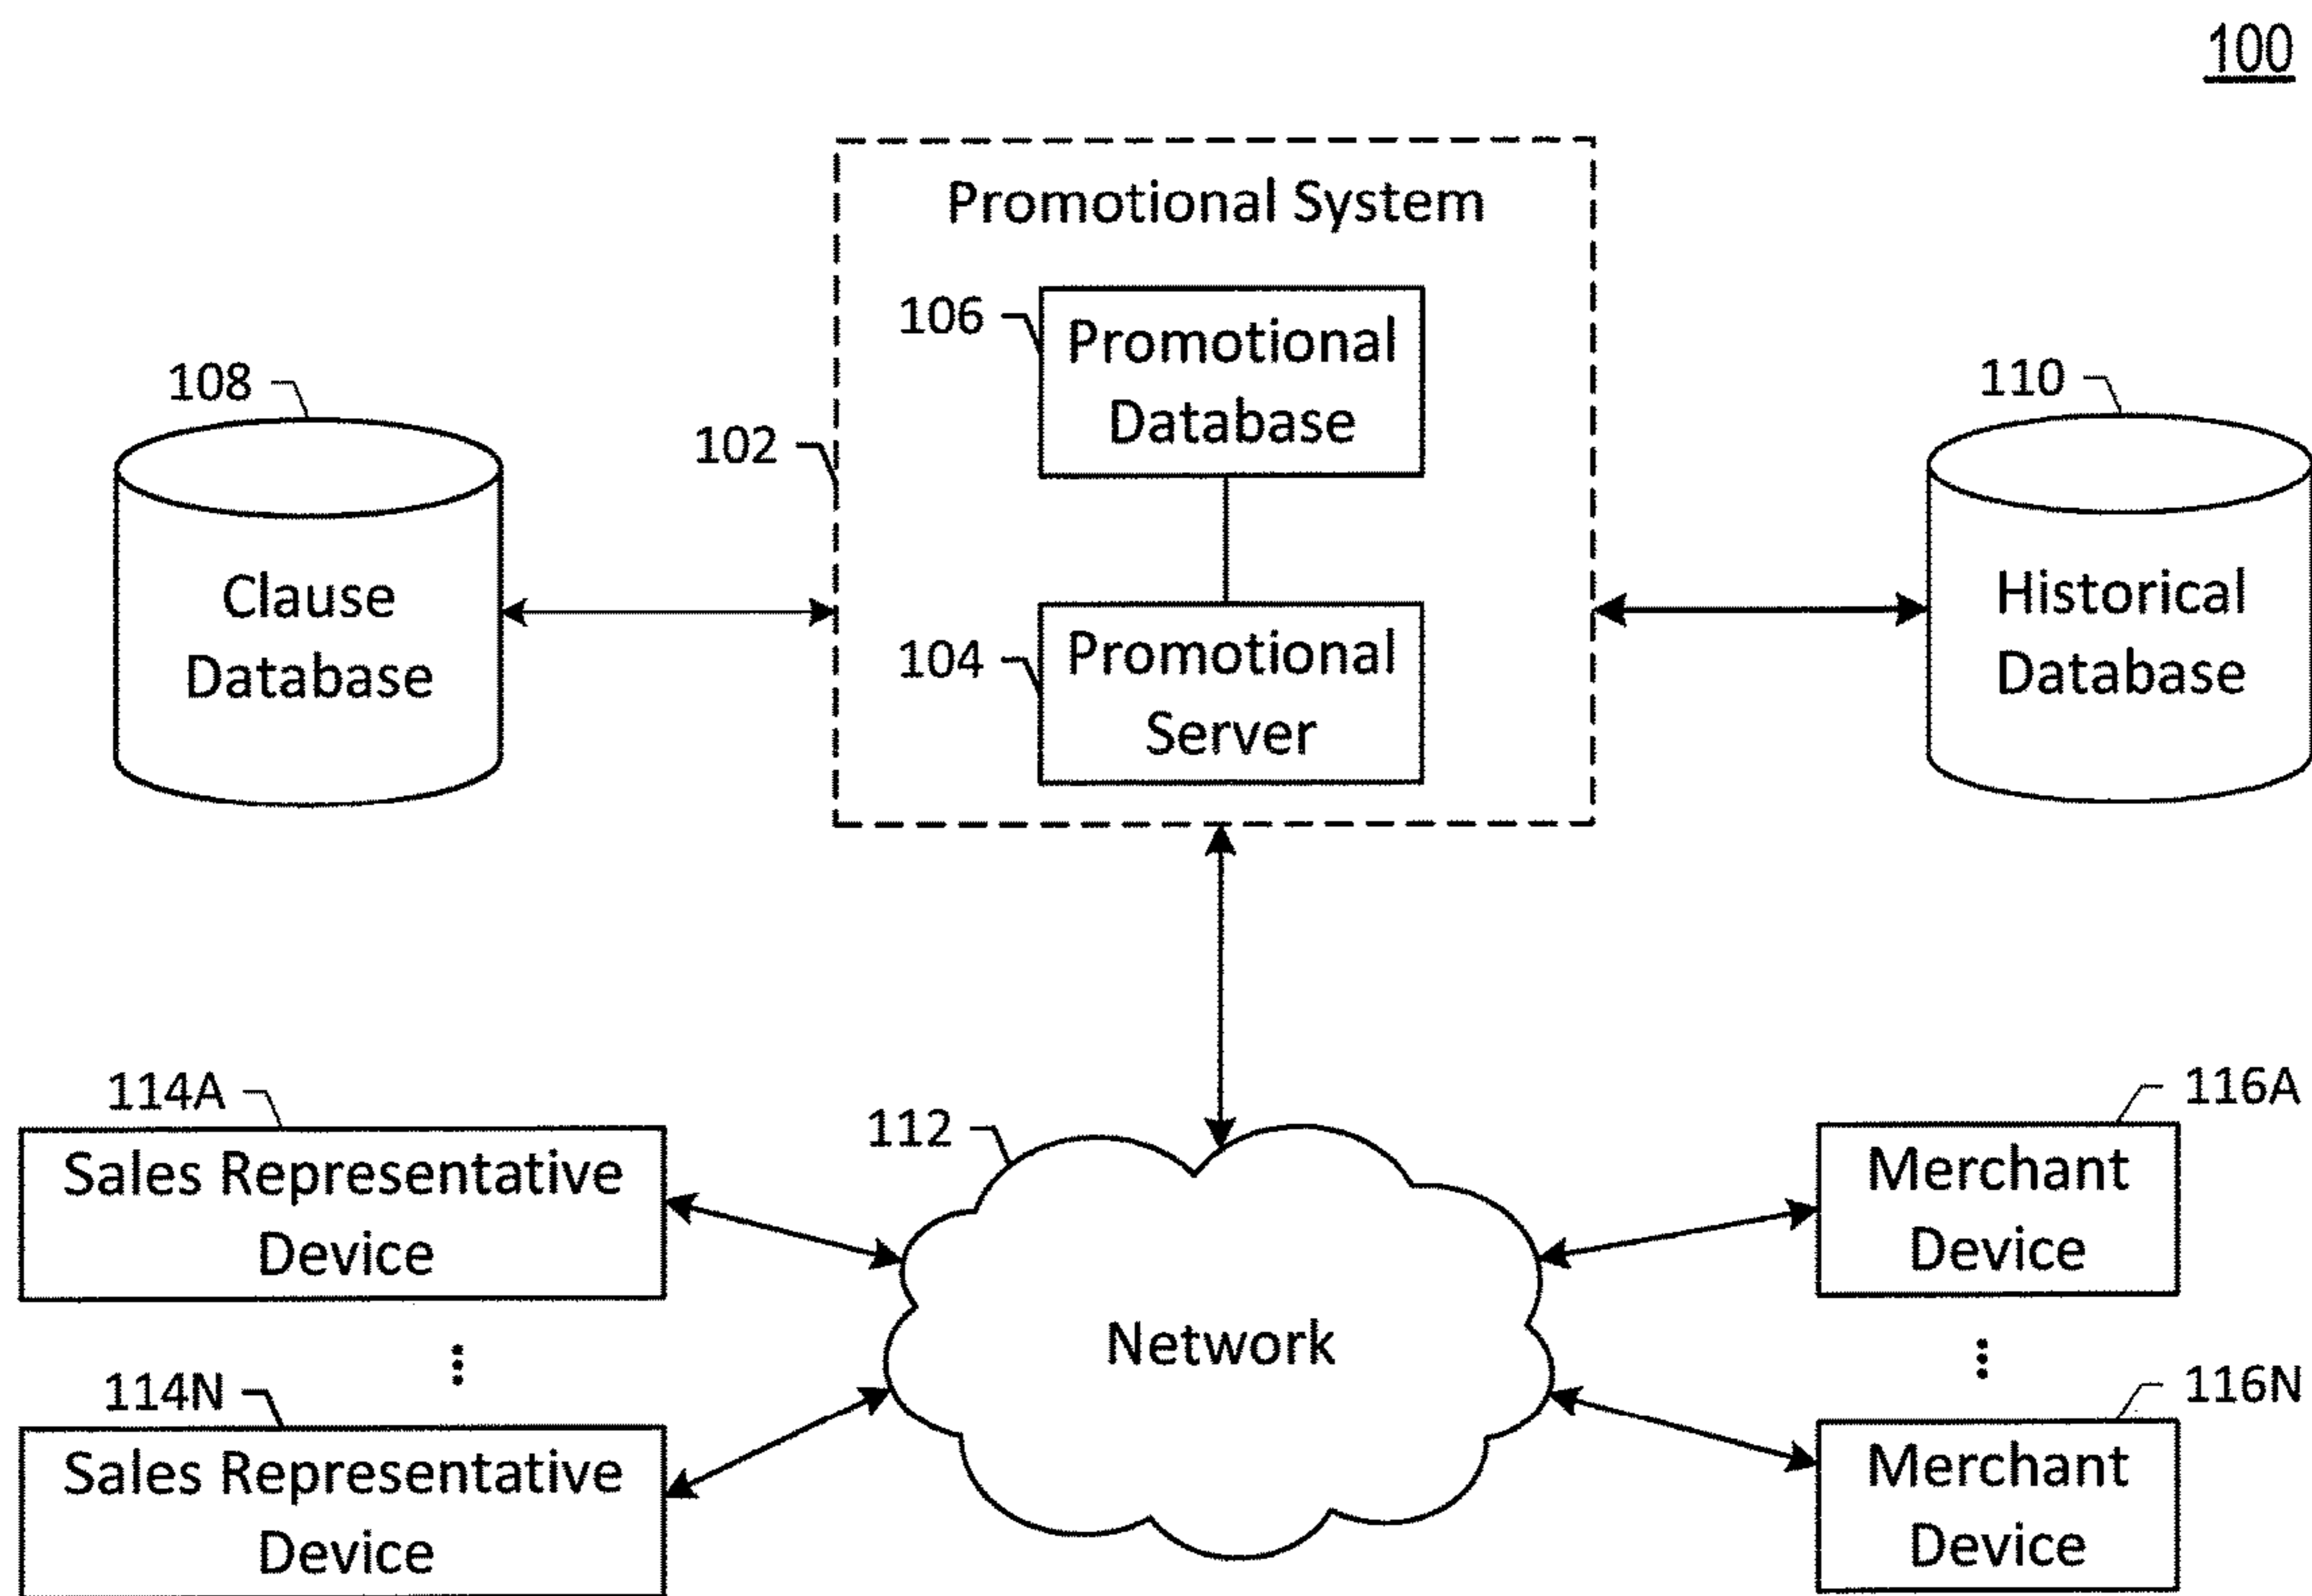 100
Promotional System
106
Promotional
Database
108
110
102
Clause
Database
104
Promotional
Server
Historical
Database
114A
Sales Representative
Device
112
116A
Merchant
Device
Network
...
...
114N
Sales Representative
Device
116N
Merchant
Device